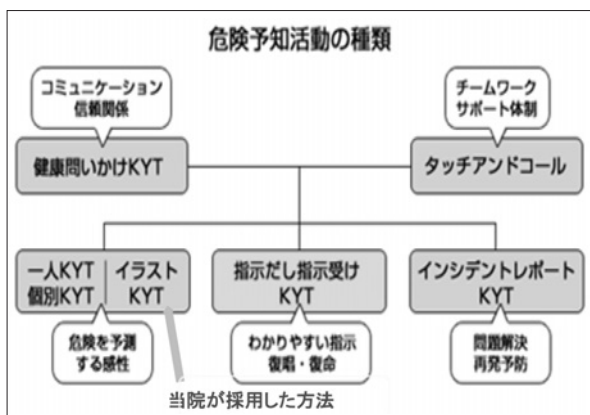 危険予知活動の種類
コミュニケーション
信頼関係
チームワーク
サポート体制
健康問いかけKYT
タッチアンドコール
一人KYT
個別KYT
イラスト
KYT
指示だし指示受け
KYT
インシデントレポート
KYT
危険を予測
する感性
わかりやすい指示
復唱・復命
問題解決
再発予防
当院が採用した方法